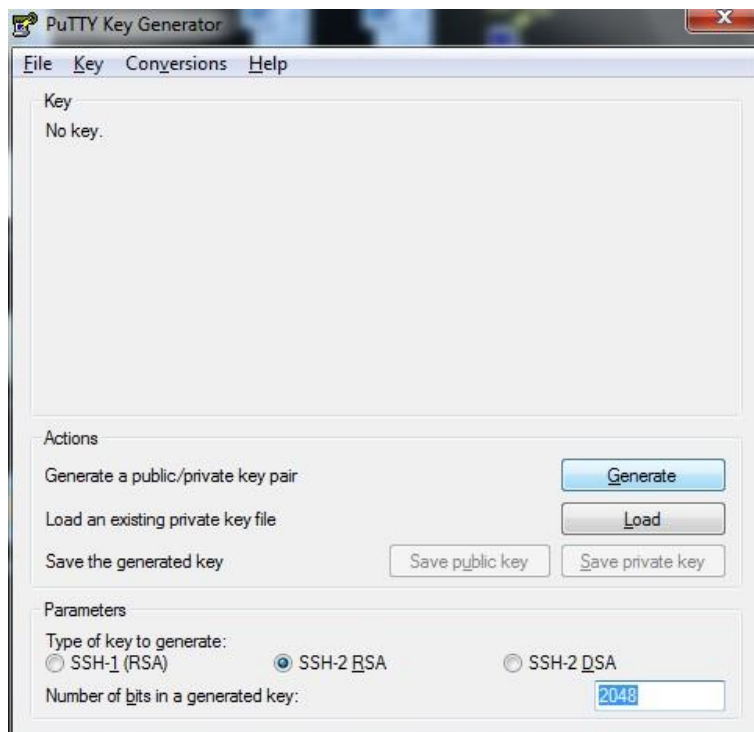 PuTTY Key Generator
File Key Conversions Help
Key
No key.
Actions
Generate a public/private key pair Generate
Load an existing private key file Load
Save the generated key Save public key Save private key
Parameters
Type of key to generate:
SSH-1 (RSA) SSH-2 RSA SSH-2 DSA
Number of bits in a generated key: 2048